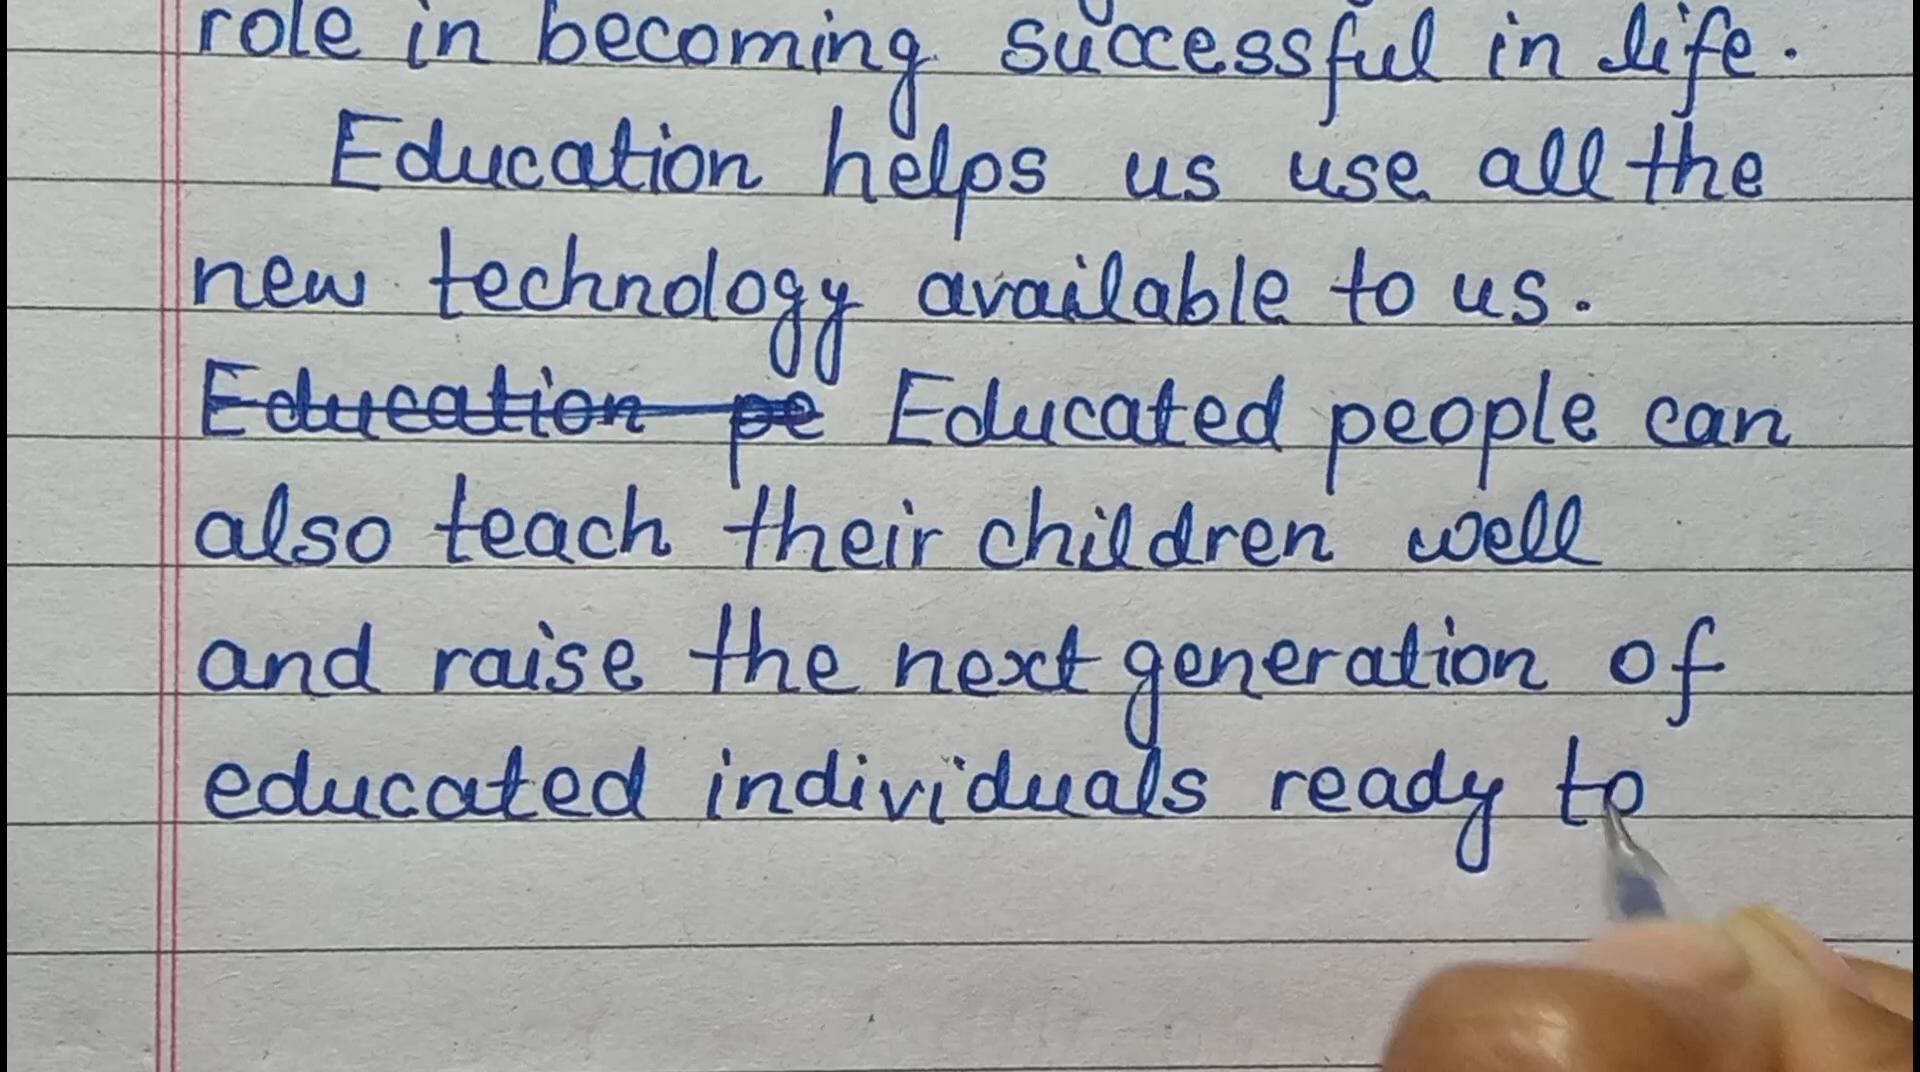 role in becoming successful in life.
Education helps us use all the
new technology available to us.
Education pe Educated people can
also teach their children well
and raise the next generation of
educated individuals ready to